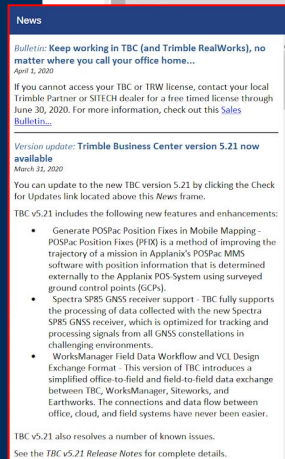 News
Bulletin: Keep working in TBC (and Trimble RealWorks), no
matter where you call your office home...
April 1, 2020
If you cannot access your TBC or TRW license, contact your local
Trimble Partner or SITECH dealer for a free timed license through
June 30, 2020. For more information, check out this Sales
Bulletin...
Version update: Trimble Business Center version 5.21 now
available
March 31, 2020
You can update to the new TBC version 5.21 by clicking the Check
for Updates link located above this News frame.
TBC v5.21 includes the following new features and enhancements:
• Generate POSPac Position Fixes in Mobile Mapping -
POSPac Position Fixes (PFIX) is a method of improving the
trajectory of a mission in Applanix's POSPac MMS
software with position information that is determined
externally to the Applanix POS-System using surveyed
ground control points (GCPs).
• Spectra SP85 GNSS receiver support - TBC fully supports
the processing of data collected with the new Spectra
SP85 GNSS receiver, which is optimized for tracking and
processing signals from all GNSS constellations in
challenging environments.
• WorksManager Field Data Workflow and VCL Design
Exchange Format - This version of TBC introduces a
simplified office-to-field and field-to-field data exchange
between TBC, WorksManager, Siteworks, and
Earthworks. The connections and data flow between
office, cloud, and field systems have never been easier.
TBC v5.21 also resolves a number of known issues.
See the TBC v5.21 Release Notes for complete details.